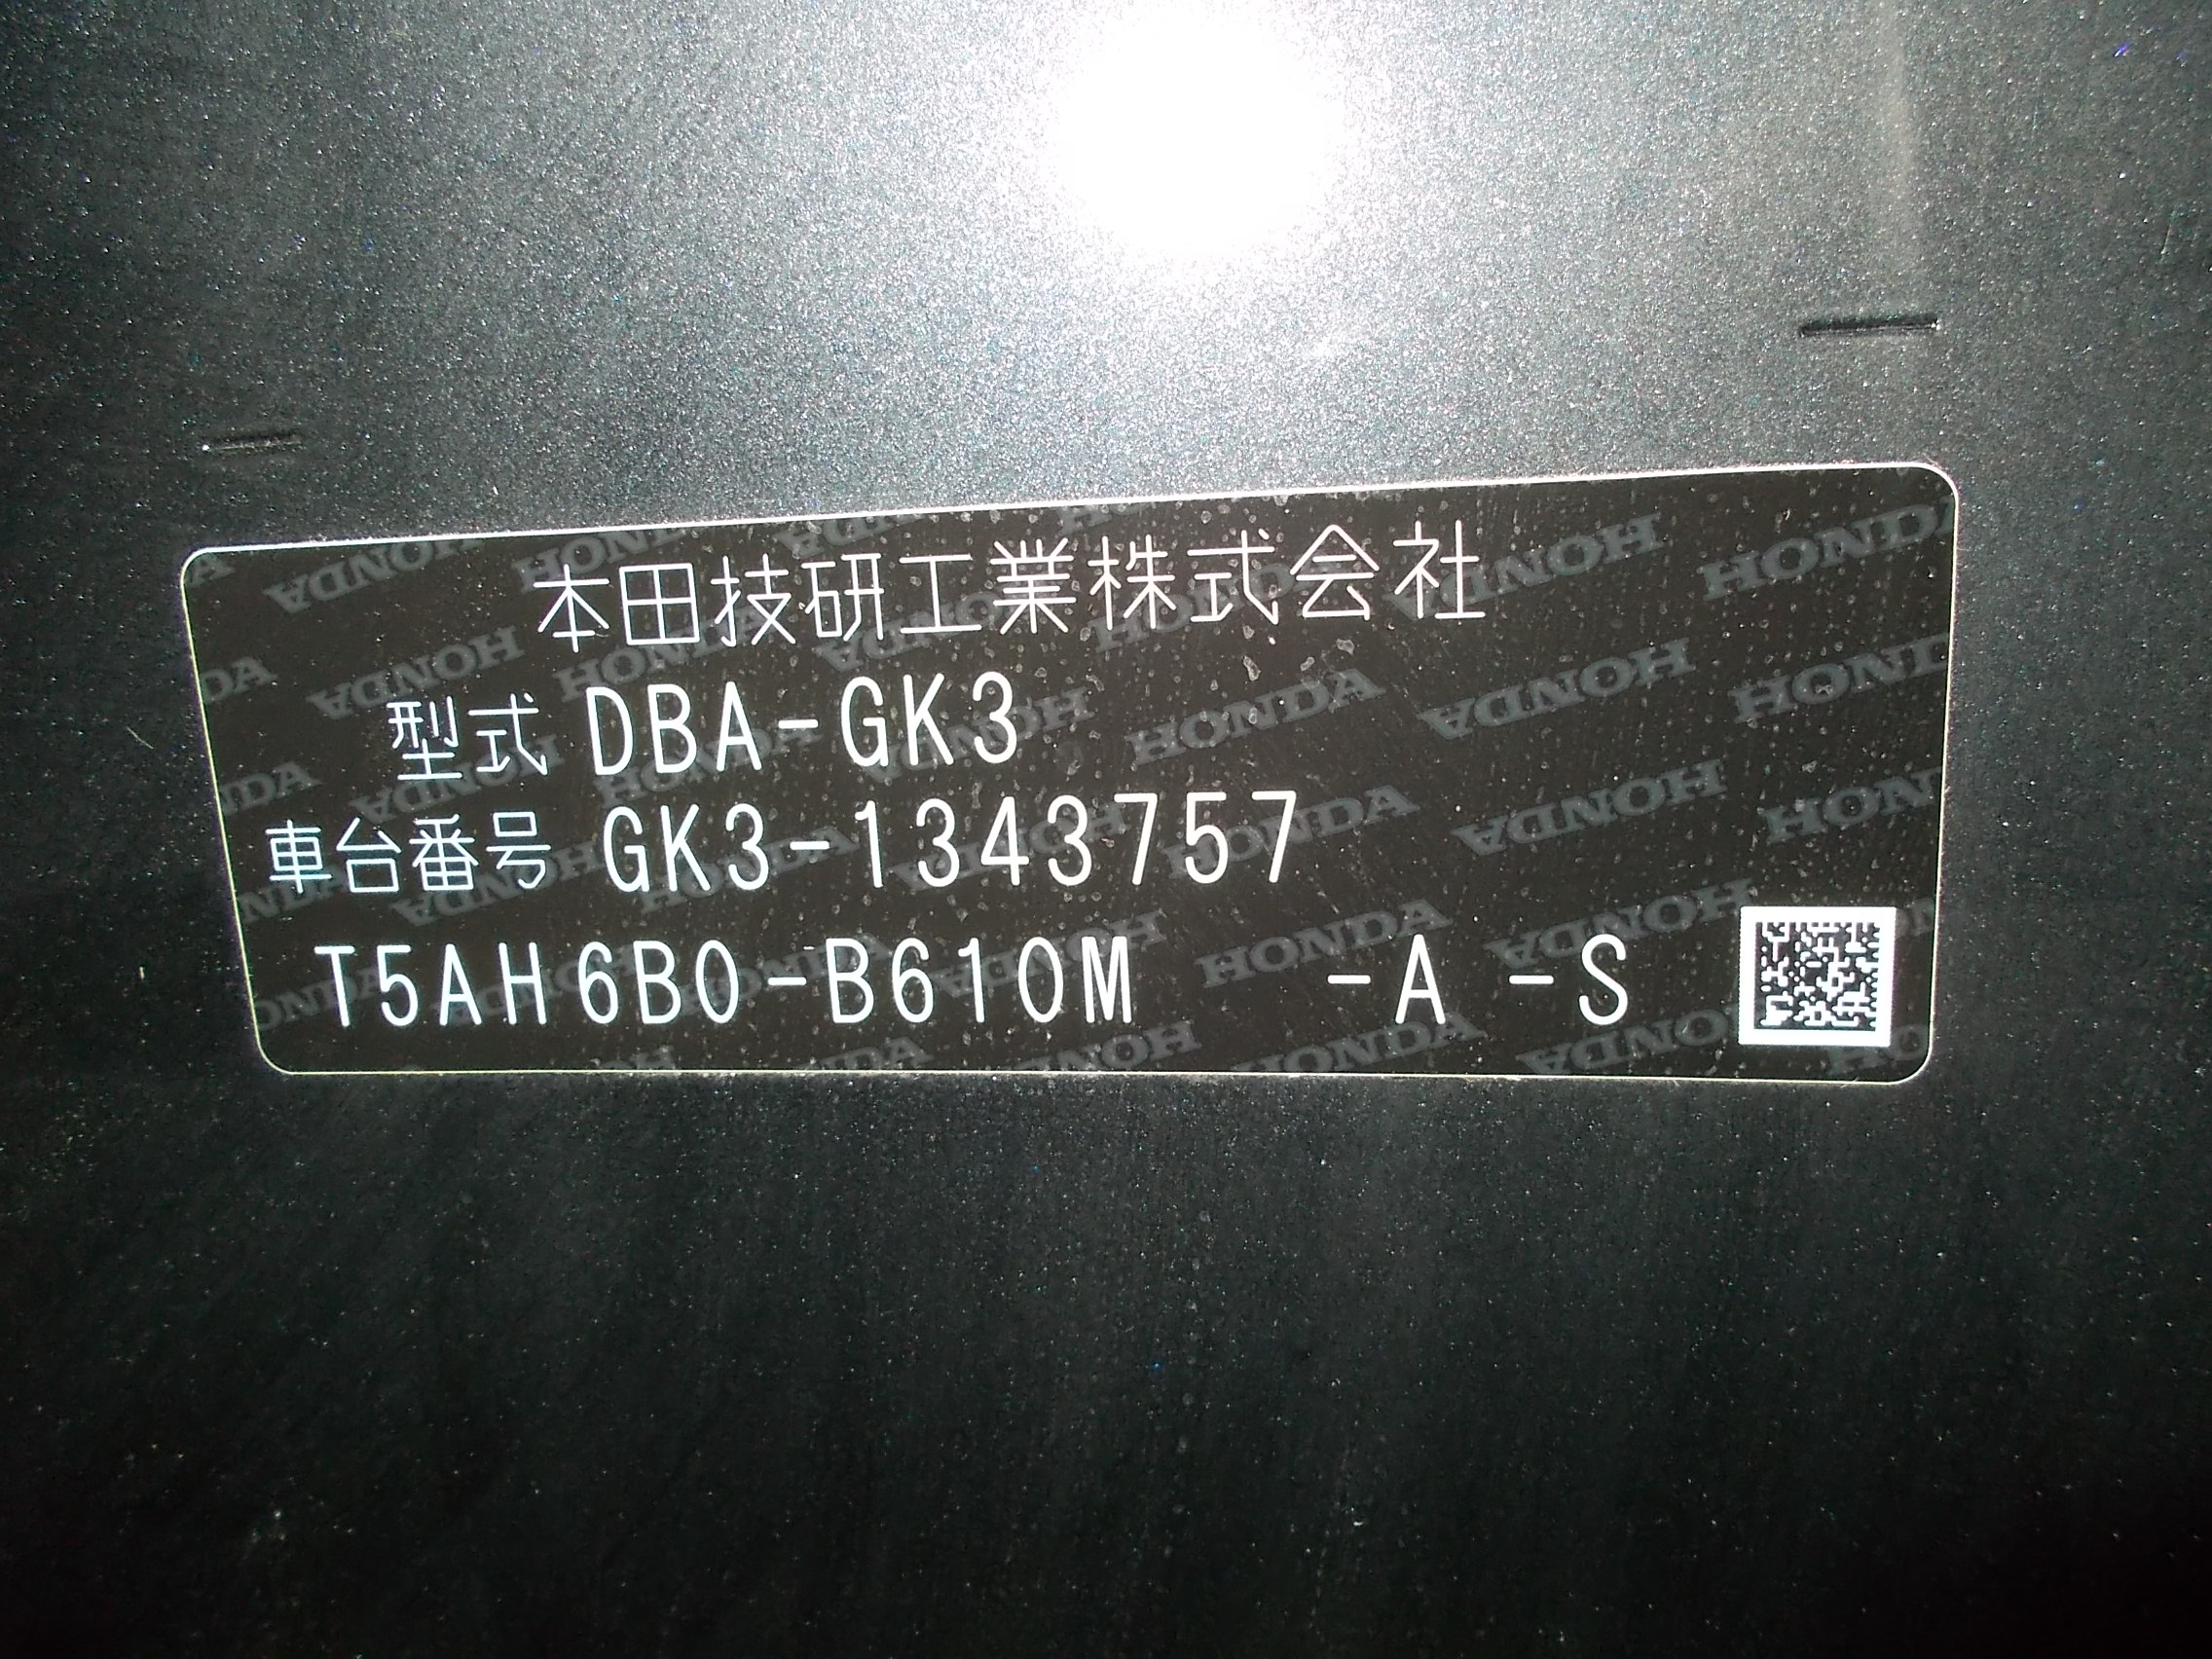 本田技研工業株式会社
型式 DBA-GK3
車台番号 GK3-1343757
T5AH6B0-B610M -A -S